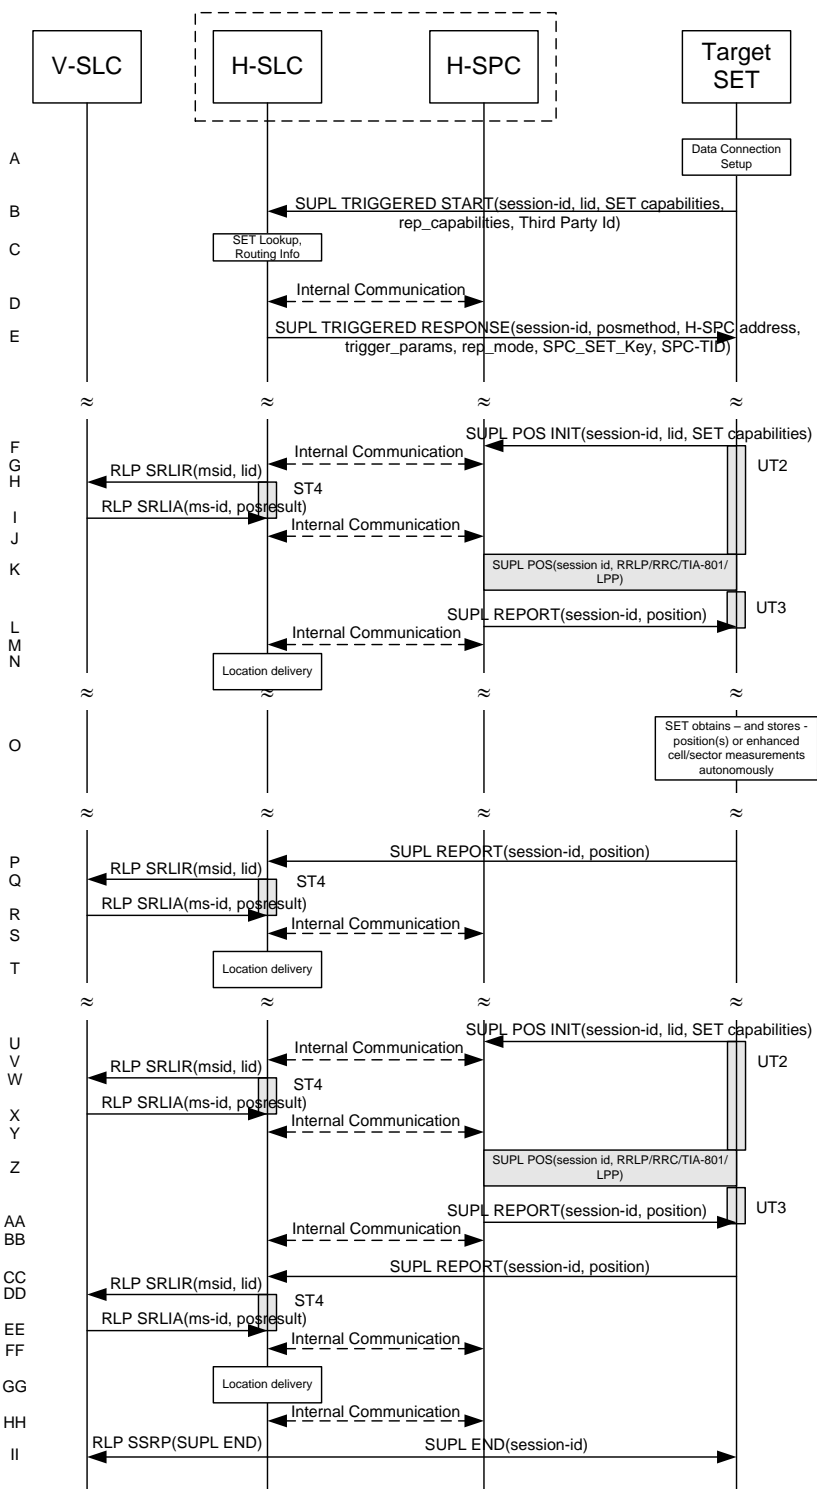 V-SLC
H-SLC
H-SPC
Target
SET
A
Data Connection
Setup
B
SUPL TRIGGERED START(session-id, lid, SET capabilities,
rep_capabilities, Third Party Id)
C
SET Lookup,
Routing Info
D
Internal Communication
E
SUPL TRIGGERED RESPONSE(session-id, posmethod, H-SPC address,
trigger_params, rep_mode, SPC_SET_Key, SPC-TID)
≈ ≈ ≈ ≈
F
SUPL POS INIT(session-id, lid, SET capabilities)
G
Internal Communication
UT2
H
RLP SRLIR(msid, lid)
ST4
I
RLP SRLIA(ms-id, posresult)
J
Internal Communication
K
SUPL POS(session id, RRLP/RRC/TIA-801/
LPP)
UT3
L
SUPL REPORT(session-id, position)
M
Internal Communication
N
Location delivery
≈ ≈ ≈ ≈
O
SET obtains – and stores -
position(s) or enhanced
cell/sector measurements
autonomously
≈ ≈ ≈ ≈
P
SUPL REPORT(session-id, position)
Q
RLP SRLIR(msid, lid)
ST4
R
RLP SRLIA(ms-id, posresult)
S
Internal Communication
T
Location delivery
≈ ≈ ≈ ≈
U
SUPL POS INIT(session-id, lid, SET capabilities)
V
Internal Communication
UT2
W
RLP SRLIR(msid, lid)
ST4
X
RLP SRLIA(ms-id, posresult)
Y
Internal Communication
Z
SUPL POS(session id, RRLP/RRC/TIA-801/
LPP)
UT3
AA
SUPL REPORT(session-id, position)
BB
Internal Communication
CC
SUPL REPORT(session-id, position)
DD
RLP SRLIR(msid, lid)
ST4
EE
RLP SRLIA(ms-id, posresult)
FF
Internal Communication
GG
Location delivery
HH
Internal Communication
II
RLP SSRP(SUPL END)
SUPL END(session-id)